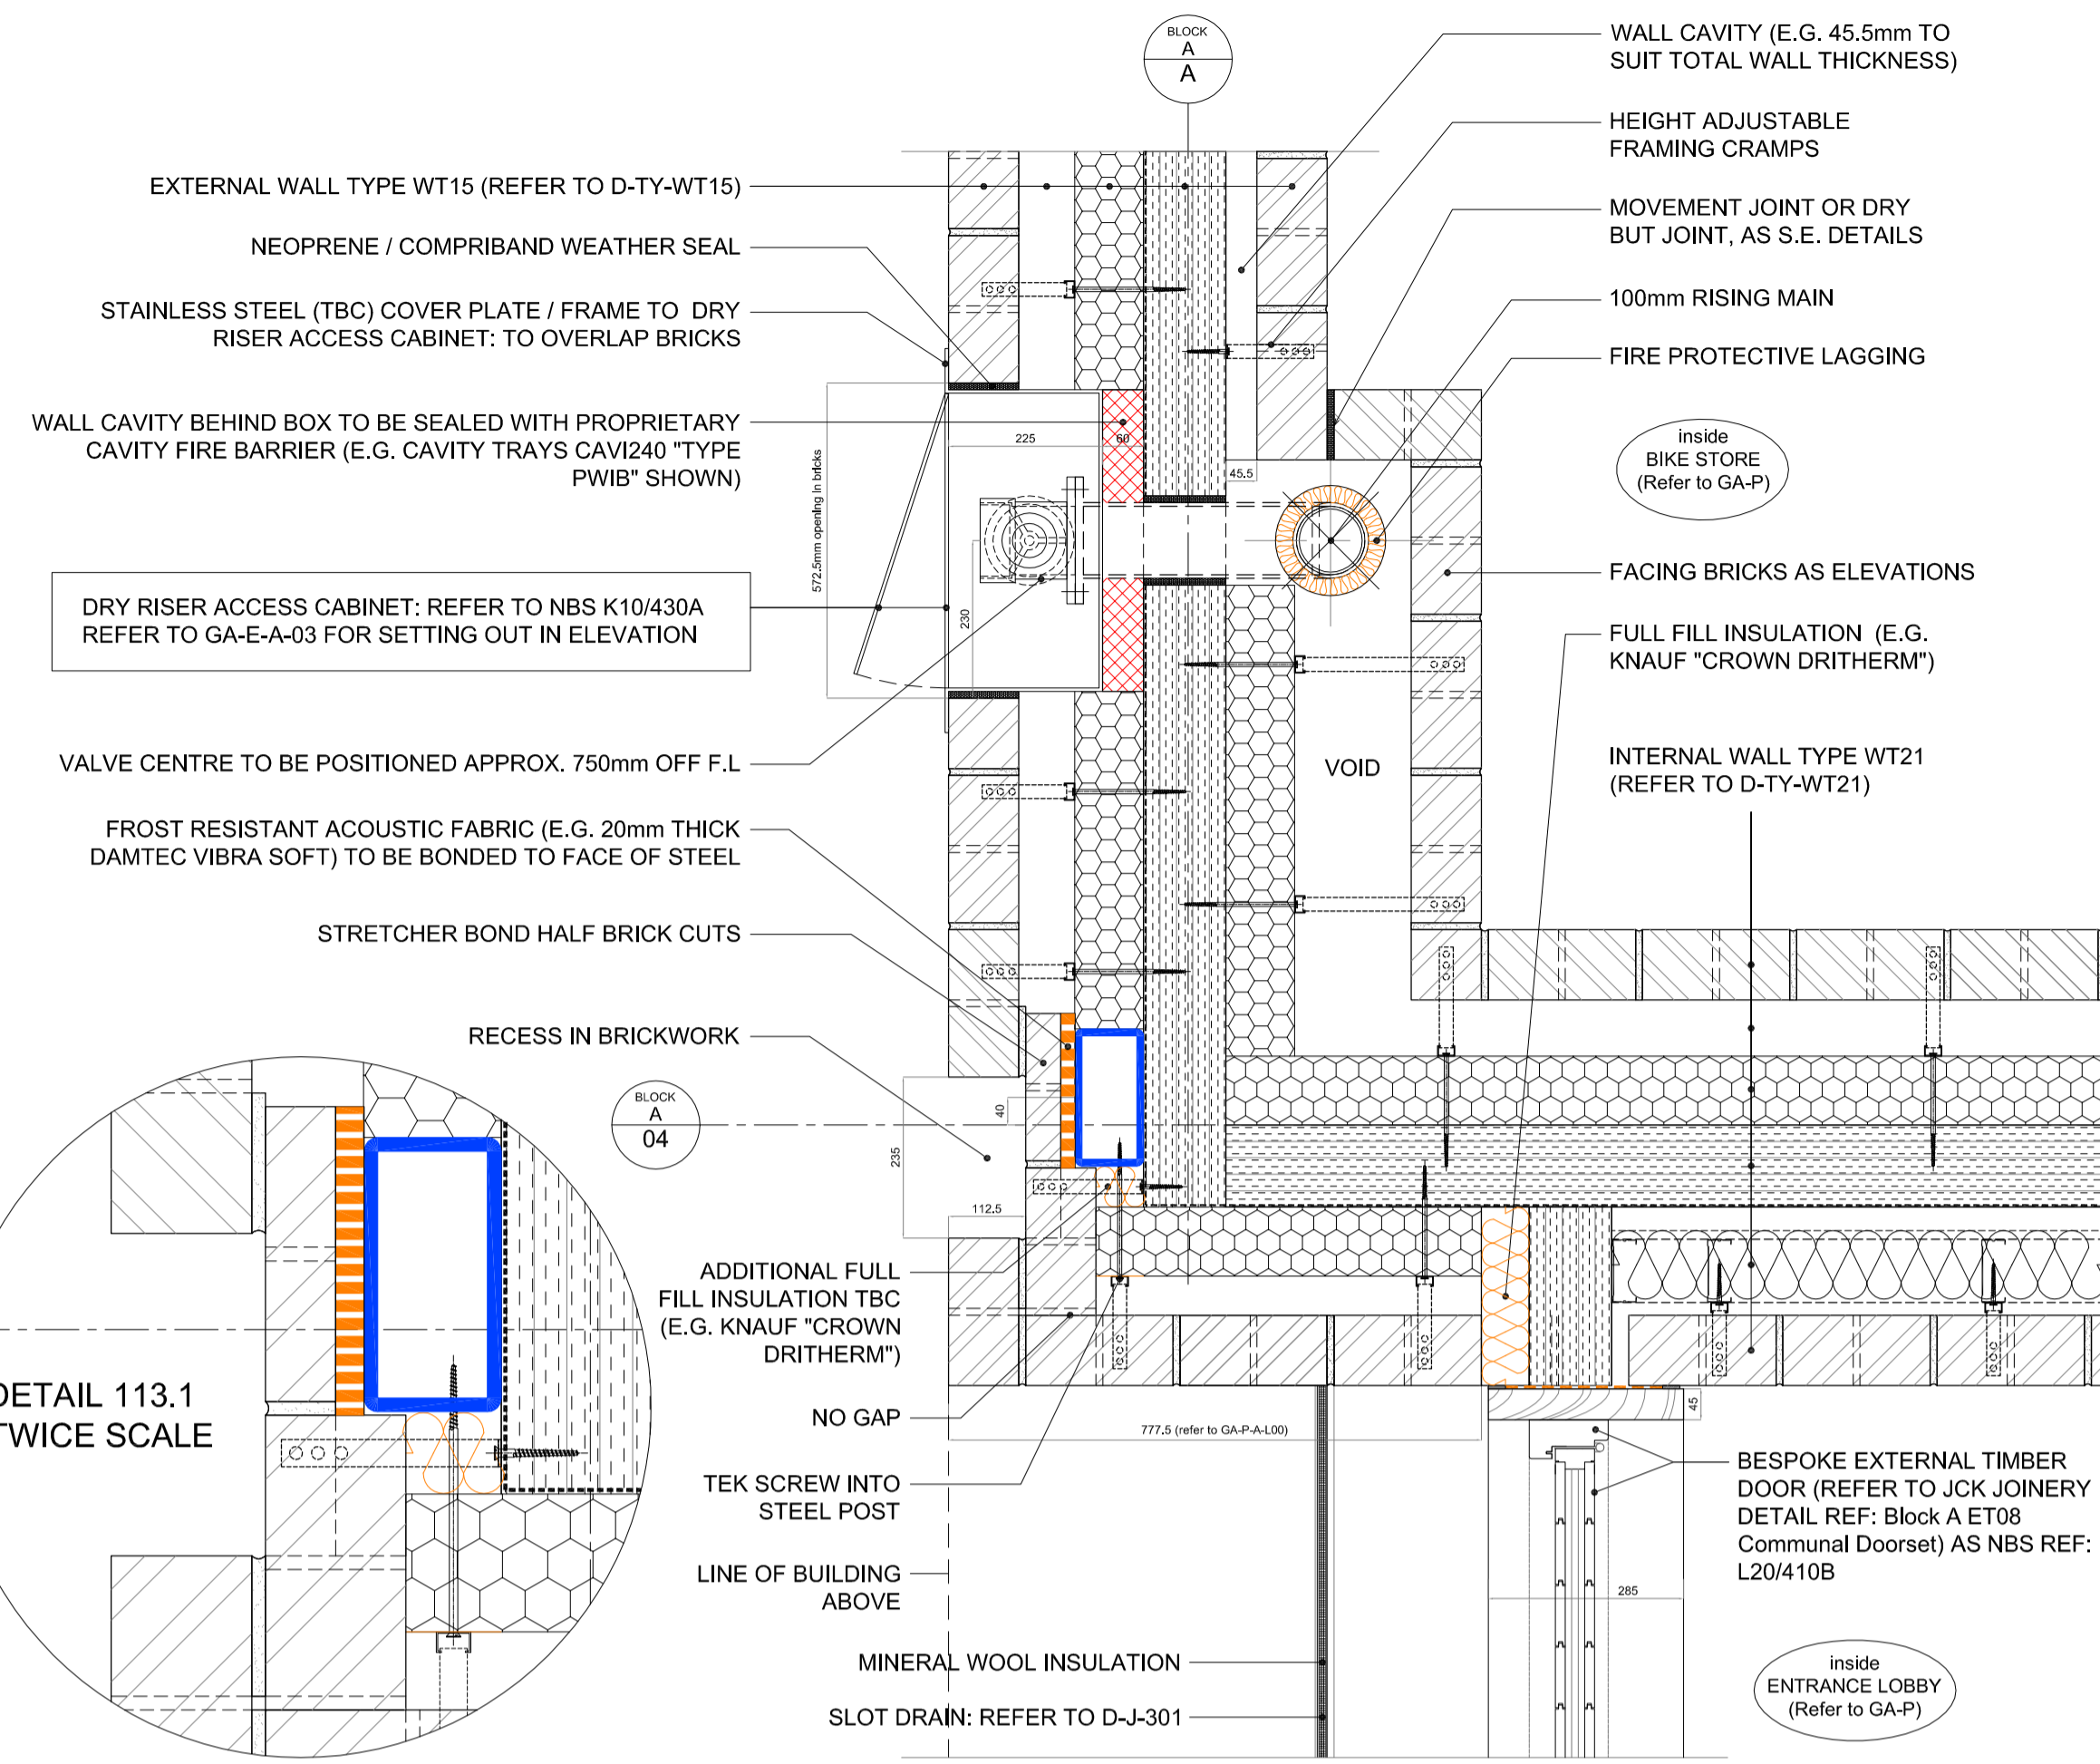 BLOCK
A
A
EXTERNAL WALL TYPE WT15 (REFER TO D-TY-WT15)
NEOPRENE / COMPRIBAND WEATHER SEAL
STAINLESS STEEL (TBC) COVER PLATE / FRAME TO DRY
RISER ACCESS CABINET: TO OVERLAP BRICKS
WALL CAVITY BEHIND BOX TO BE SEALED WITH PROPRIETARY
CAVITY FIRE BARRIER (E.G. CAVITY TRAYS CAVI240 "TYPE
PWIB" SHOWN)
DRY RISER ACCESS CABINET: REFER TO NBS K10/430A
REFER TO GA-E-A-03 FOR SETTING OUT IN ELEVATION
VALVE CENTRE TO BE POSITIONED APPROX. 750mm OFF F.L
FROST RESISTANT ACOUSTIC FABRIC (E.G. 20mm THICK
DAMTEC VIBRA SOFT) TO BE BONDED TO FACE OF STEEL
STRETCHER BOND HALF BRICK CUTS
RECESS IN BRICKWORK
BLOCK
A
04
DETAIL 113.1
TWICE SCALE
ADDITIONAL FULL
FILL INSULATION TBC
(E.G. KNAUF "CROWN
DRITHERM")
NO GAP
TEK SCREW INTO
STEEL POST
LINE OF BUILDING
ABOVE
MINERAL WOOL INSULATION
SLOT DRAIN: REFER TO D-J-301
572.5mm opening in bricks
225
60
45.5
230
VOID
40
235
112.5
777.5 (refer to GA-P-A-L00)
45
285
WALL CAVITY (E.G. 45.5mm TO
SUIT TOTAL WALL THICKNESS)
HEIGHT ADJUSTABLE
FRAMING CRAMPS
MOVEMENT JOINT OR DRY
BUT JOINT, AS S.E. DETAILS
100mm RISING MAIN
FIRE PROTECTIVE LAGGING
inside
BIKE STORE
(Refer to GA-P)
FACING BRICKS AS ELEVATIONS
FULL FILL INSULATION (E.G.
KNAUF "CROWN DRITHERM")
INTERNAL WALL TYPE WT21
(REFER TO D-TY-WT21)
BESPOKE EXTERNAL TIMBER
DOOR (REFER TO JCK JOINERY
DETAIL REF: Block A ET08
Communal Doorset) AS NBS REF:
L20/410B
inside
ENTRANCE LOBBY
(Refer to GA-P)